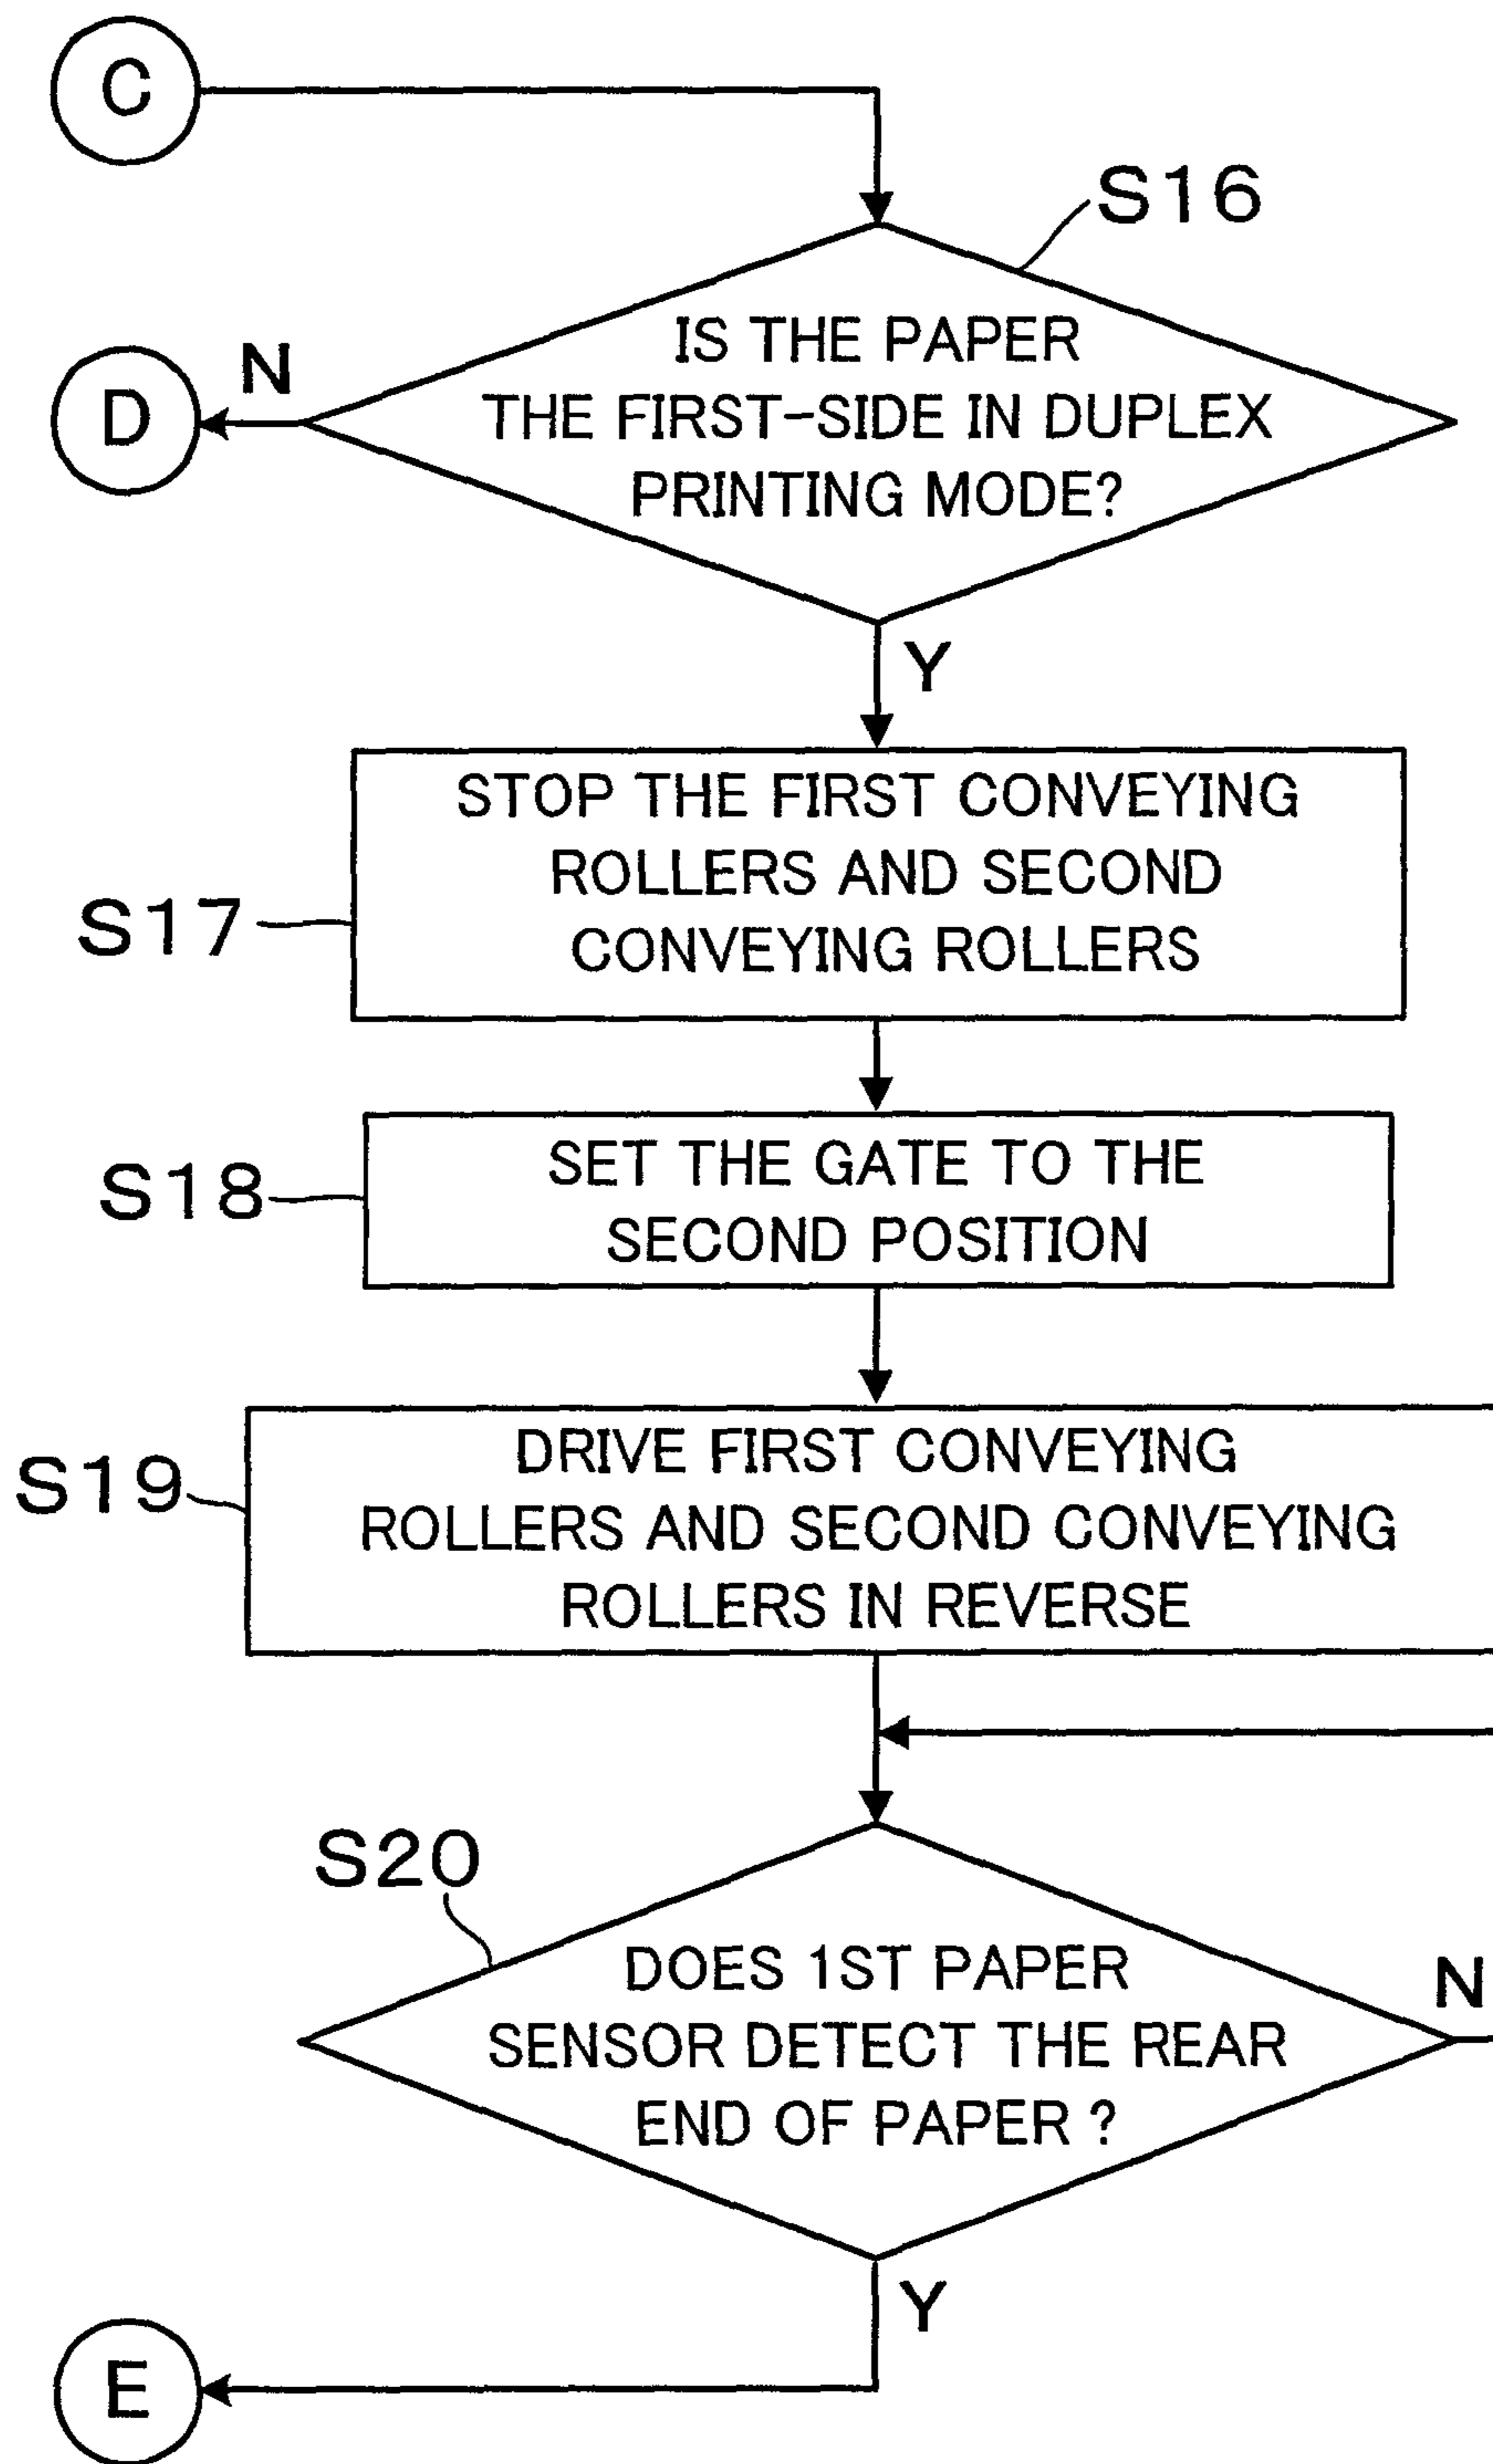 C
S16
IS THE PAPER
THE FIRST-SIDE IN DUPLEX
PRINTING MODE?
N
D
Y
STOP THE FIRST CONVEYING
ROLLERS AND SECOND
CONVEYING ROLLERS
S17
SET THE GATE TO THE
SECOND POSITION
S18
DRIVE FIRST CONVEYING
ROLLERS AND SECOND CONVEYING
ROLLERS IN REVERSE
S19
S20
DOES 1ST PAPER
SENSOR DETECT THE REAR
END OF PAPER ?
N
Y
E